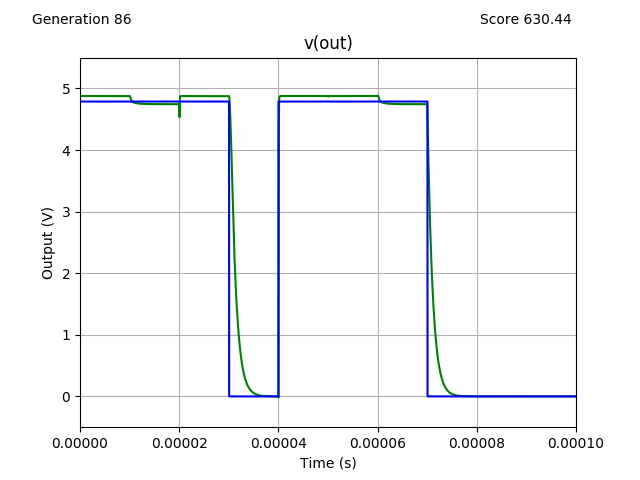 Generation 86
Score 630.44
v(out)
Output (V)
5
4
3
2
1
0
0.00000
0.00002
0.00004
0.00006
0.00008
0.00010
Time (s)